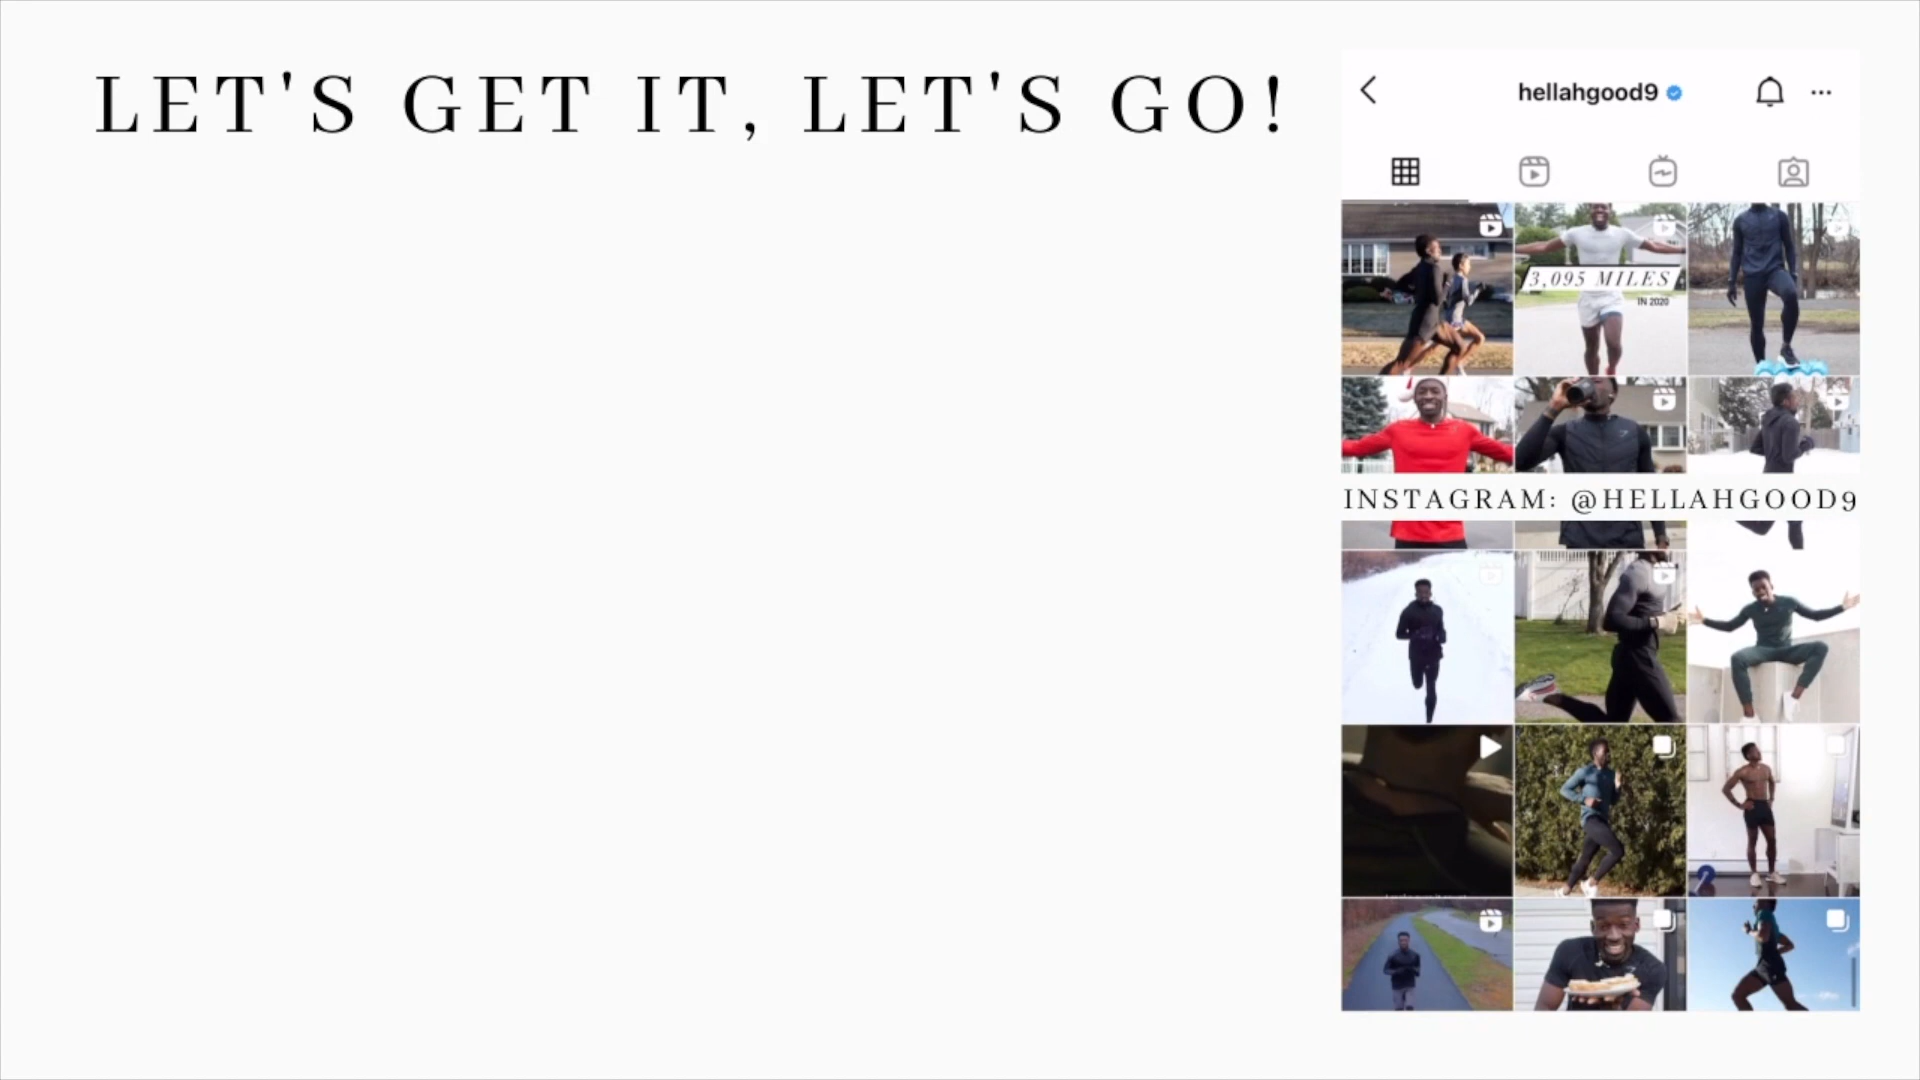 LET'S GET IT, LET'S GO!
hellahgood9
3,095 MILES
IN 2020
INSTAGRAM: @HELLAHGOOD9